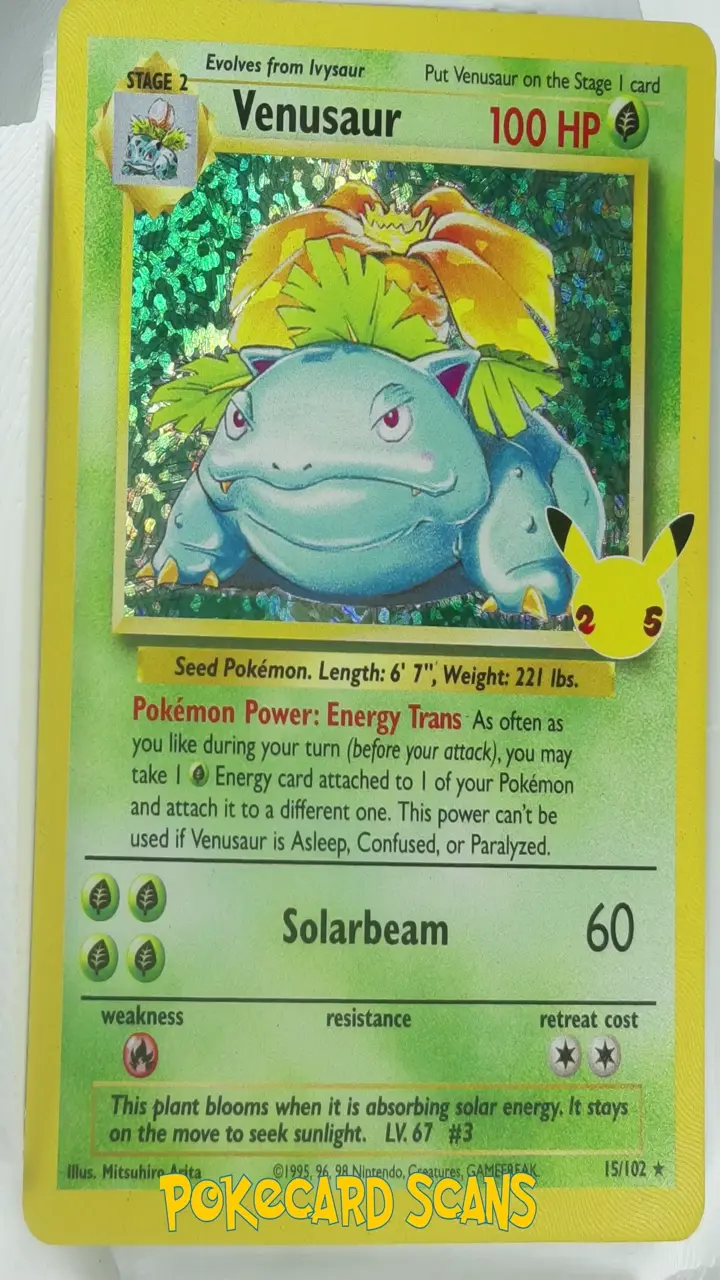 Evolves from Ivysaur
Put Venusaur on the Stage 1 card
STAGE 2
Venusaur
100 HP
2 5
Seed Pokémon. Length: 6' 7", Weight: 221 lbs.
Pokémon Power: Energy Trans As often as
you like during your turn (before your attack), you may
take 1 Energy card attached to 1 of your Pokémon
and attach it to a different one. This power can't be
used if Venusaur is Asleep, Confused, or Paralyzed.
Solarbeam 60
weakness resistance retreat cost
This plant blooms when it is absorbing solar energy. It stays
on the move to seek sunlight. LV. 67 #3
Illus. Mitsuhiro Arita ©1995, 96, 98 Nintendo, Creatures, GAMEFREAK. 15/102 ★
POKECARD SCANS